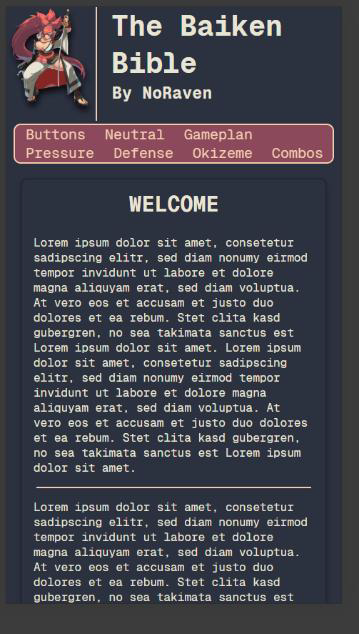 The Baiken
Bible
By NoRaven
Buttons Neutral Gameplan
Pressure Defense Okizeme Combos
WELCOME
Lorem ipsum dolor sit amet, consetetur
sadipscing elitr, sed diam nonumy eirmod
tempor invidunt ut labore et dolore
magna aliquyam erat, sed diam voluptua.
At vero eos et accusam et justo duo
dolores et ea rebum. Stet clita kasd
gubergren, no sea takimata sanctus est
Lorem ipsum dolor sit amet. Lorem ipsum
dolor sit amet, consetetur sadipscing
elitr, sed diam nonumy eirmod tempor
invidunt ut labore et dolore magna
aliquyam erat, sed diam voluptua. At
vero eos et accusam et justo duo dolores
et ea rebum. Stet clita kasd gubergren,
no sea takimata sanctus est Lorem ipsum
dolor sit amet.
Lorem ipsum dolor sit amet, consetetur
sadipscing elitr, sed diam nonumy eirmod
tempor invidunt ut labore et dolore
magna aliquyam erat, sed diam voluptua.
At vero eos et accusam et justo duo
dolores et ea rebum. Stet clita kasd
gubergren, no sea takimata sanctus est